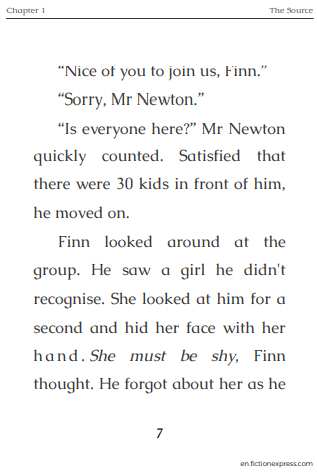 Chapter 1
The Source
“Nice of you to join us, Finn.”
“Sorry, Mr Newton.”
“Is everyone here?” Mr Newton
quickly counted. Satisfied that
there were 30 kids in front of him,
he moved on.
Finn looked around at the
group. He saw a girl he didn't
recognise. She looked at him for a
second and hid her face with her
hand. She must be shy, Finn
thought. He forgot about her as he
7
en.fictionexpress.com